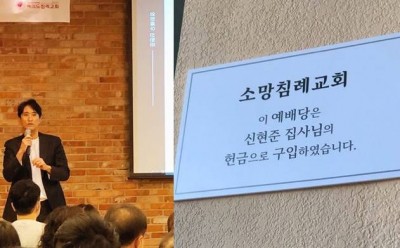 소망침례교회
이 예배당은
신현준 집사님의
헌금으로 구입하였습니다.